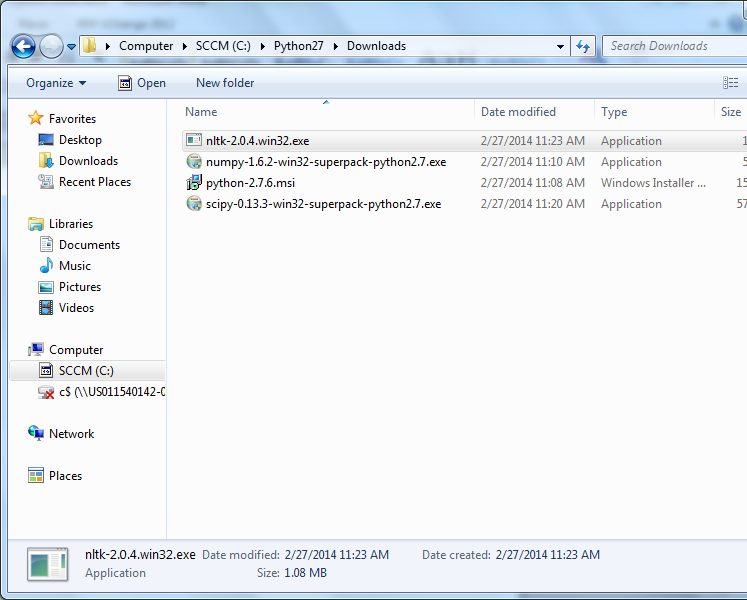 Computer ▸ SCCM (C:) ▸ Python27 ▸ Downloads
Search Downloads
Organize Open New folder
Name Date modified Type Size
nltk-2.0.4.win32.exe 2/27/2014 11:23 AM Application 1
numpy-1.6.2-win32-superpack-python2.7.exe 2/27/2014 11:10 AM Application 5
python-2.7.6.msi 2/27/2014 11:08 AM Windows Installer ... 15
scipy-0.13.3-win32-superpack-python2.7.exe 2/27/2014 11:20 AM Application 57
Favorites
Desktop
Downloads
Recent Places
Libraries
Documents
Music
Pictures
Videos
Computer
SCCM (C:)
c$ (\\US011540142-0
Network
Places
nltk-2.0.4.win32.exe Date modified: 2/27/2014 11:23 AM Date created: 2/27/2014 11:23 AM
Application Size: 1.08 MB